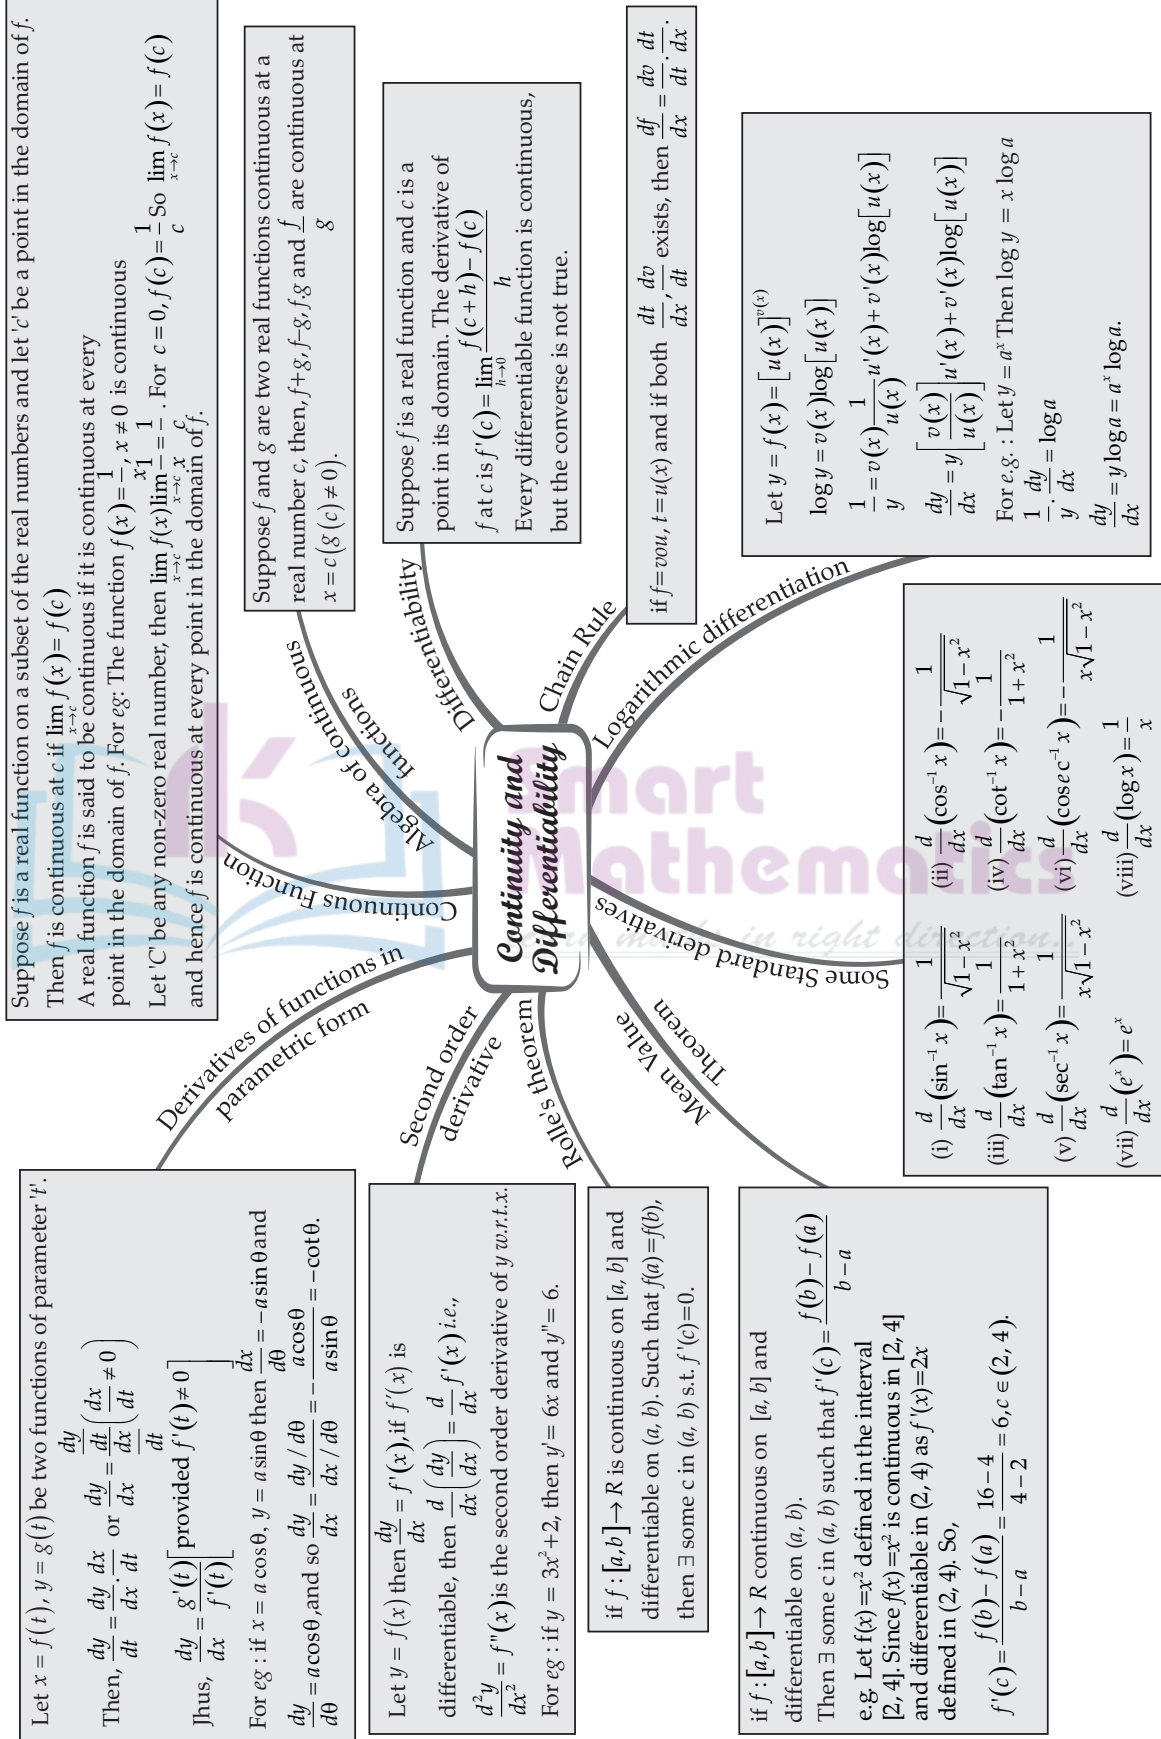 Continuity and
Differentiability
Continuous Function
Suppose f is a real function on a subset of the real numbers and let 'c' be a point in the domain of f.
Then f is continuous at c if lim_{x→c} f(x) = f(c)
A real function f is said to be continuous if it is continuous at every
point in the domain of f. For eg: The function f(x) = 1/x, x ≠ 0 is continuous
Let 'C' be any non-zero real number, then lim_{x→c} f(x) lim_{x→c} 1/x = 1/c. For c = 0, f(c) = 1/c So lim_{x→c} f(x) = f(c)
and hence f is continuous at every point in the domain of f.
Algebra of continuous
functions
Suppose f and g are two real functions continuous at a
real number c, then, f+g, f–g, f.g and f/g are continuous at
x = c (g (c) ≠ 0).
Differentiability
Suppose f is a real function and c is a
point in its domain. The derivative of
f at c is f'(c) = lim_{h→0} (f(c+h) – f(c))/h
Every differentiable function is continuous,
but the converse is not true.
Chain Rule
if f = vou, t = u(x) and if both dt/dx, dv/dt exists, then df/dx = dv/dt . dt/dx.
Logarithmic differentiation
Let y = f(x) = [u(x)]^{v(x)}
log y = v(x) log[u(x)]
1/y = v(x) 1/u(x) u'(x) + v'(x) log[u(x)]
dy/dx = y [v(x)/u(x)] u'(x) + v'(x) log[u(x)]
For e.g. : Let y = a^x Then log y = x log a
1/y . dy/dx = log a
dy/dx = y log a = a^x log a.
Some Standard derivatives
(i) d/dx (sin⁻¹ x) = 1/√(1–x²) (ii) d/dx (cos⁻¹ x) = – 1/√(1–x²)
(iii) d/dx (tan⁻¹ x) = 1/(1+x²) (iv) d/dx (cot⁻¹ x) = – 1/(1+x²)
(v) d/dx (sec⁻¹ x) = 1/(x√(1–x²)) (vi) d/dx (cosec⁻¹ x) = – 1/(x√(1–x²))
(vii) d/dx (e^x) = e^x (viii) d/dx (log x) = 1/x
Mean Value
Theorem
if f : [a,b] → R continuous on [a, b] and
differentiable on (a, b).
Then ∃ some c in (a, b) such that f'(c) = (f(b) – f(a))/(b – a)
e.g. Let f(x) = x² defined in the interval
[2, 4]. Since f(x) = x² is continuous in [2, 4]
and differentiable in (2, 4) as f'(x)=2x
defined in (2, 4). So,
f'(c) = (f(b) – f(a))/(b – a) = (16 – 4)/(4 – 2) = 6, c ∈ (2, 4).
Rolle's theorem
if f : [a,b] → R is continuous on [a, b] and
differentiable on (a, b). Such that f(a) = f(b),
then ∃ some c in (a, b) s.t. f'(c)=0.
Second order
derivative
Let y = f(x) then dy/dx = f'(x), if f'(x) is
differentiable, then d/dx (dy/dx) = d/dx f'(x) i.e.,
d²y/dx² = f"(x) is the second order derivative of y w.r.t.x.
For eg : if y = 3x²+2, then y' = 6x and y" = 6.
Derivatives of functions in
parametric form
Let x = f(t), y = g(t) be two functions of parameter 't'.
Then, dy/dt = dy/dx . dx/dt or dy/dx = (dy/dt)/(dx/dt) (dx/dt ≠ 0)
Jhus, dy/dx = g'(t)/f'(t) [provided f'(t) ≠ 0]
For eg : if x = a cosθ, y = a sinθ then dx/dθ = –a sinθ and
dy/dθ = a cosθ, and so dy/dx = (dy / dθ)/(dx / dθ) = – (a cosθ)/(a sinθ) = –cotθ.
Smart
Mathematics
learn maths in right direction...